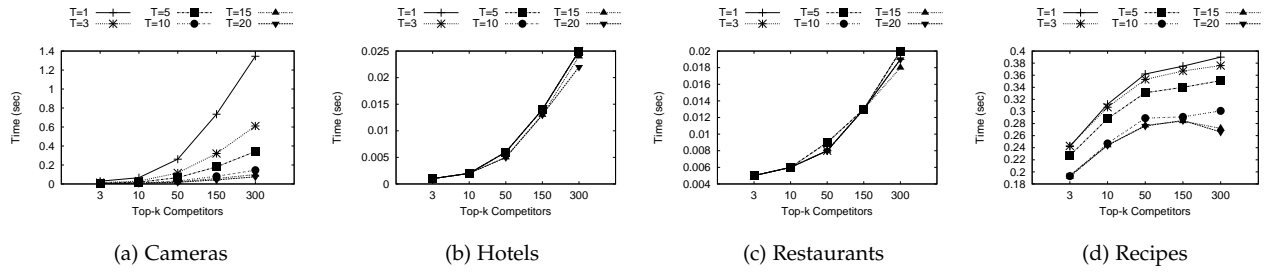 T=1 T=5 T=15
T=3 T=10 T=20
1.4
1.2
1
0.8
0.6
0.4
0.2
0
Time (sec)
3 10 50 150 300
Top-k Competitors
(a) Cameras
T=1 T=5 T=15
T=3 T=10 T=20
0.025
0.02
0.015
0.01
0.005
0
Time (sec)
3 10 50 150 300
Top-k Competitors
(b) Hotels
T=1 T=5 T=15
T=3 T=10 T=20
0.02
0.018
0.016
0.014
0.012
0.01
0.008
0.006
0.004
Time (sec)
3 10 50 150 300
Top-k Competitors
(c) Restaurants
T=1 T=5 T=15
T=3 T=10 T=20
0.4
0.38
0.36
0.34
0.32
0.3
0.28
0.26
0.24
0.22
0.2
0.18
Time (sec)
3 10 50 150 300
Top-k Competitors
(d) Recipes